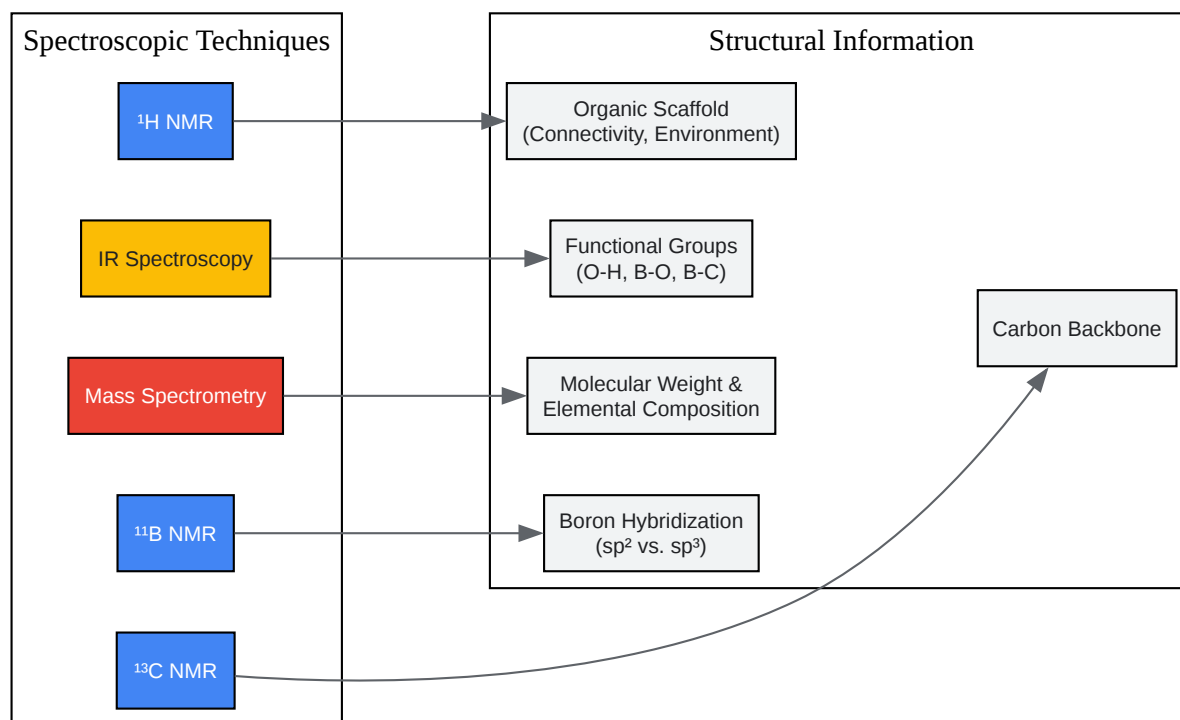 Spectroscopic Techniques
Structural Information
¹H NMR
Organic Scaffold
(Connectivity, Environment)
IR Spectroscopy
Functional Groups
(O-H, B-O, B-C)
Carbon Backbone
Mass Spectrometry
Molecular Weight &
Elemental Composition
¹¹B NMR
Boron Hybridization
(sp² vs. sp³)
¹³C NMR